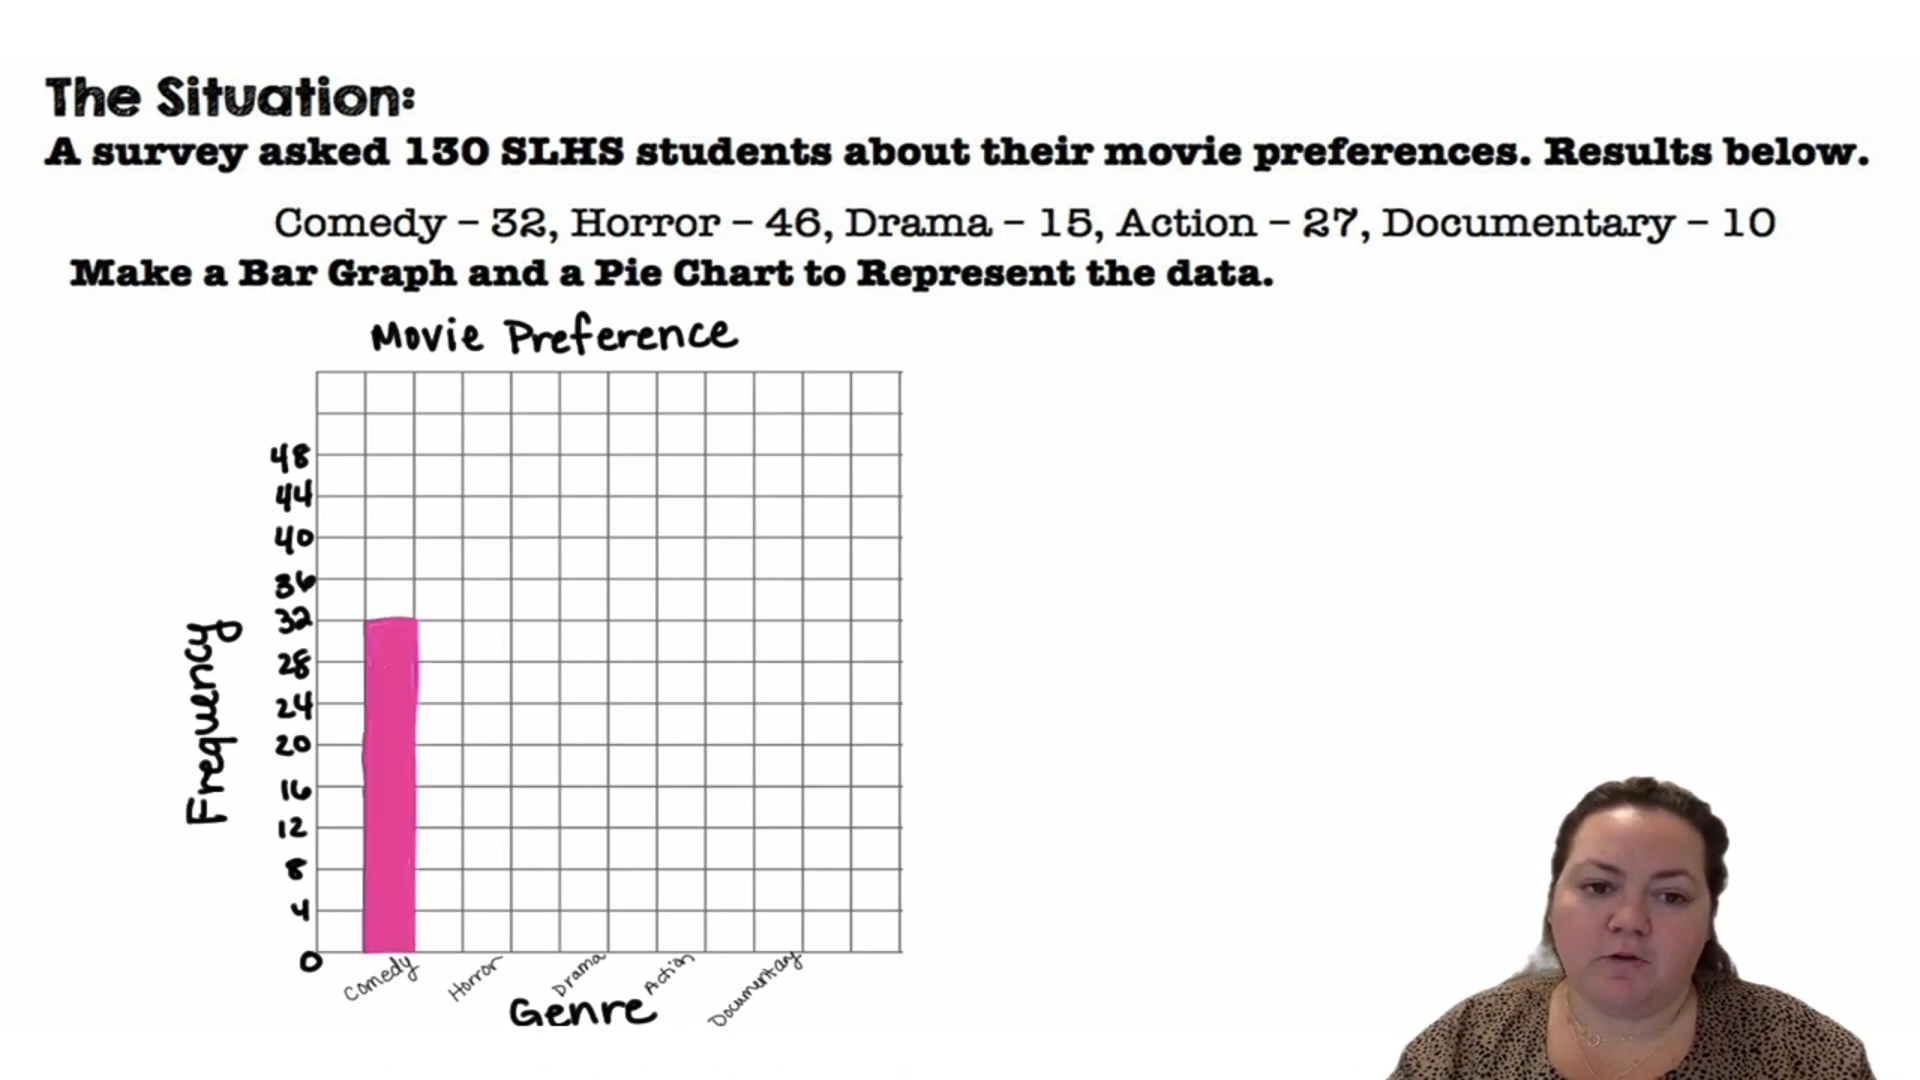 The Situation:
A survey asked 130 SLHS students about their movie preferences. Results below.
Comedy – 32, Horror – 46, Drama – 15, Action – 27, Documentary – 10
Make a Bar Graph and a Pie Chart to Represent the data.
Movie Preference
48
44
40
36
32
28
24
20
16
12
8
4
0
Frequency
Comedy
Horror
Drama
Action
Documentary
Genre